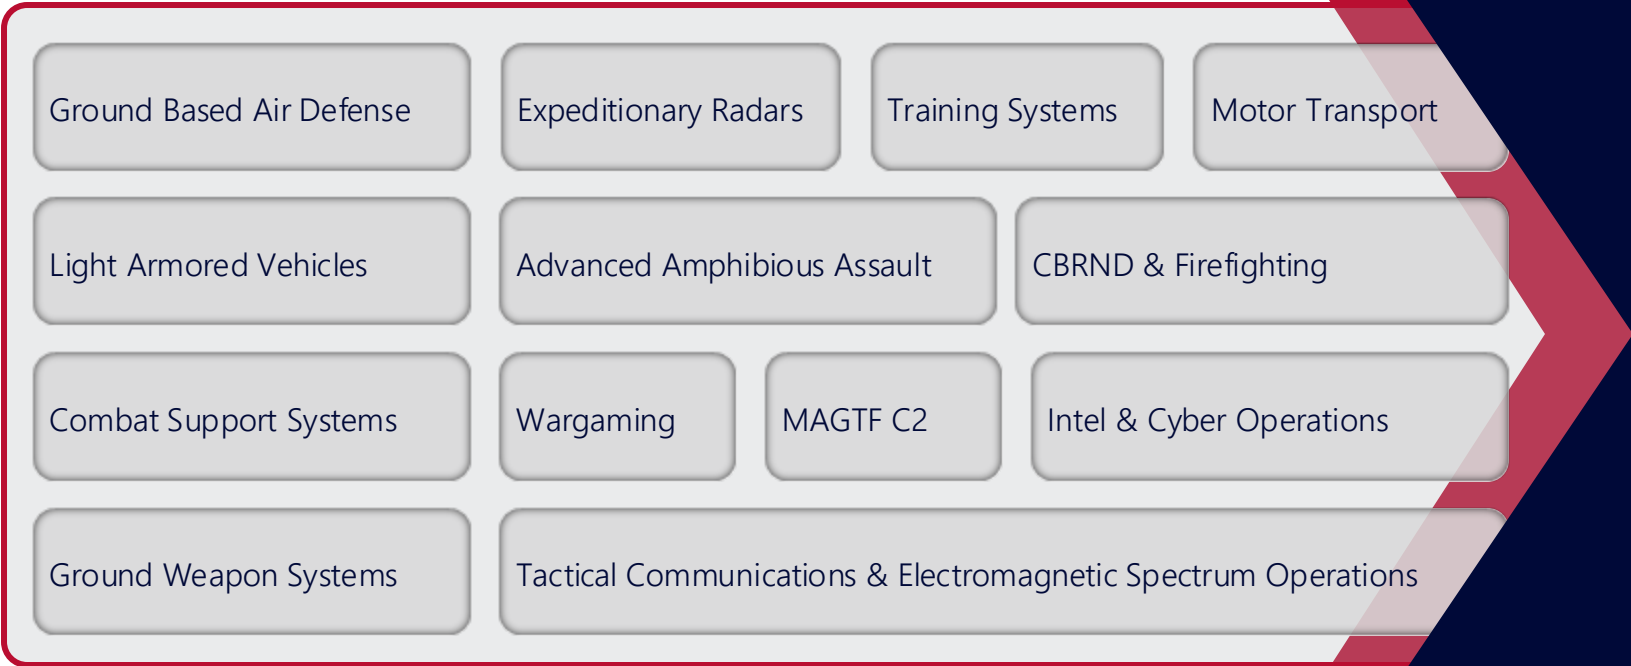 Ground Based Air Defense
Expeditionary Radars
Training Systems
Motor Transport
Light Armored Vehicles
Advanced Amphibious Assault
CBRND & Firefighting
Combat Support Systems
Wargaming
MAGTF C2
Intel & Cyber Operations
Ground Weapon Systems
Tactical Communications & Electromagnetic Spectrum Operations